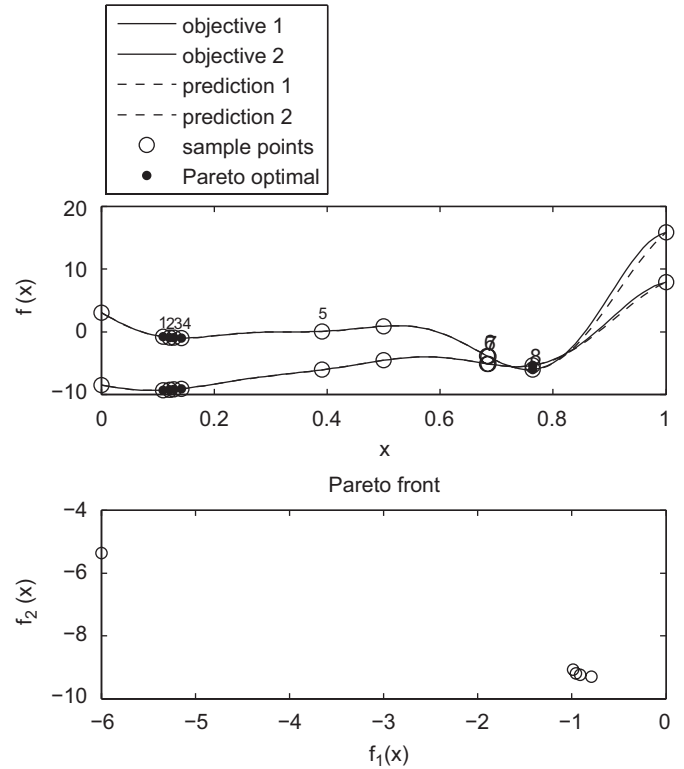 objective 1
objective 2
prediction 1
prediction 2
sample points
Pareto optimal
20
10
0
−10
f (x)
1234
5
6
8
0
0.2
0.4
0.6
0.8
1
x
Pareto front
−4
−6
−8
−10
f2 (x)
−6
−5
−4
−3
−2
−1
0
f1(x)